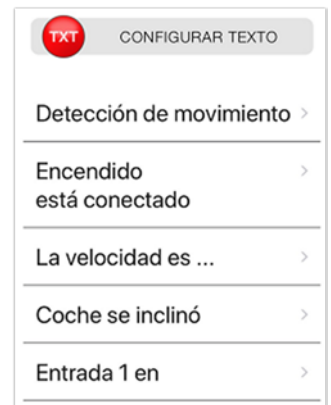 TXT CONFIGURAR TEXTO
Detección de movimiento
Encendido
está conectado
La velocidad es ...
Coche se inclinó
Entrada 1 en